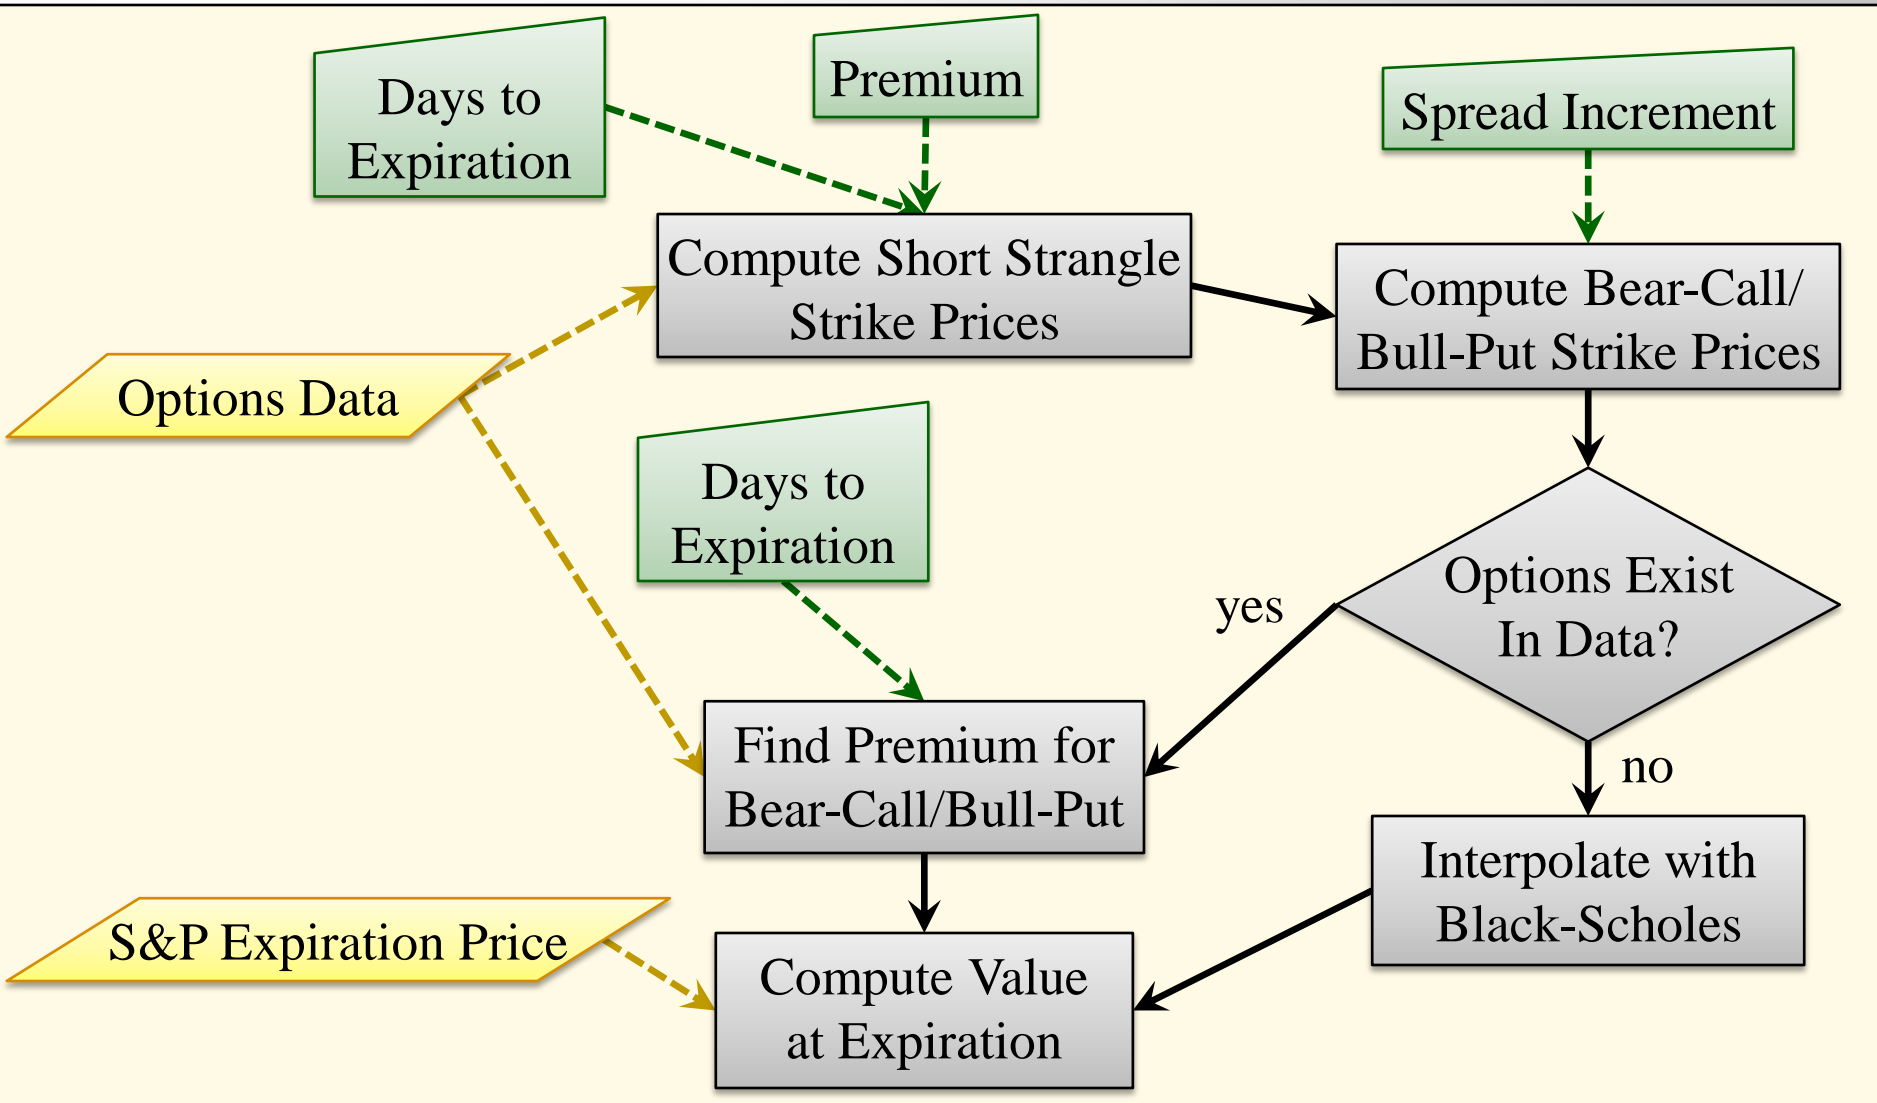 Days to
Expiration
Premium
Spread Increment
Compute Short Strangle
Strike Prices
Compute Bear-Call/
Bull-Put Strike Prices
Options Data
Days to
Expiration
Options Exist
In Data?
yes
no
Find Premium for
Bear-Call/Bull-Put
Interpolate with
Black-Scholes
S&P Expiration Price
Compute Value
at Expiration